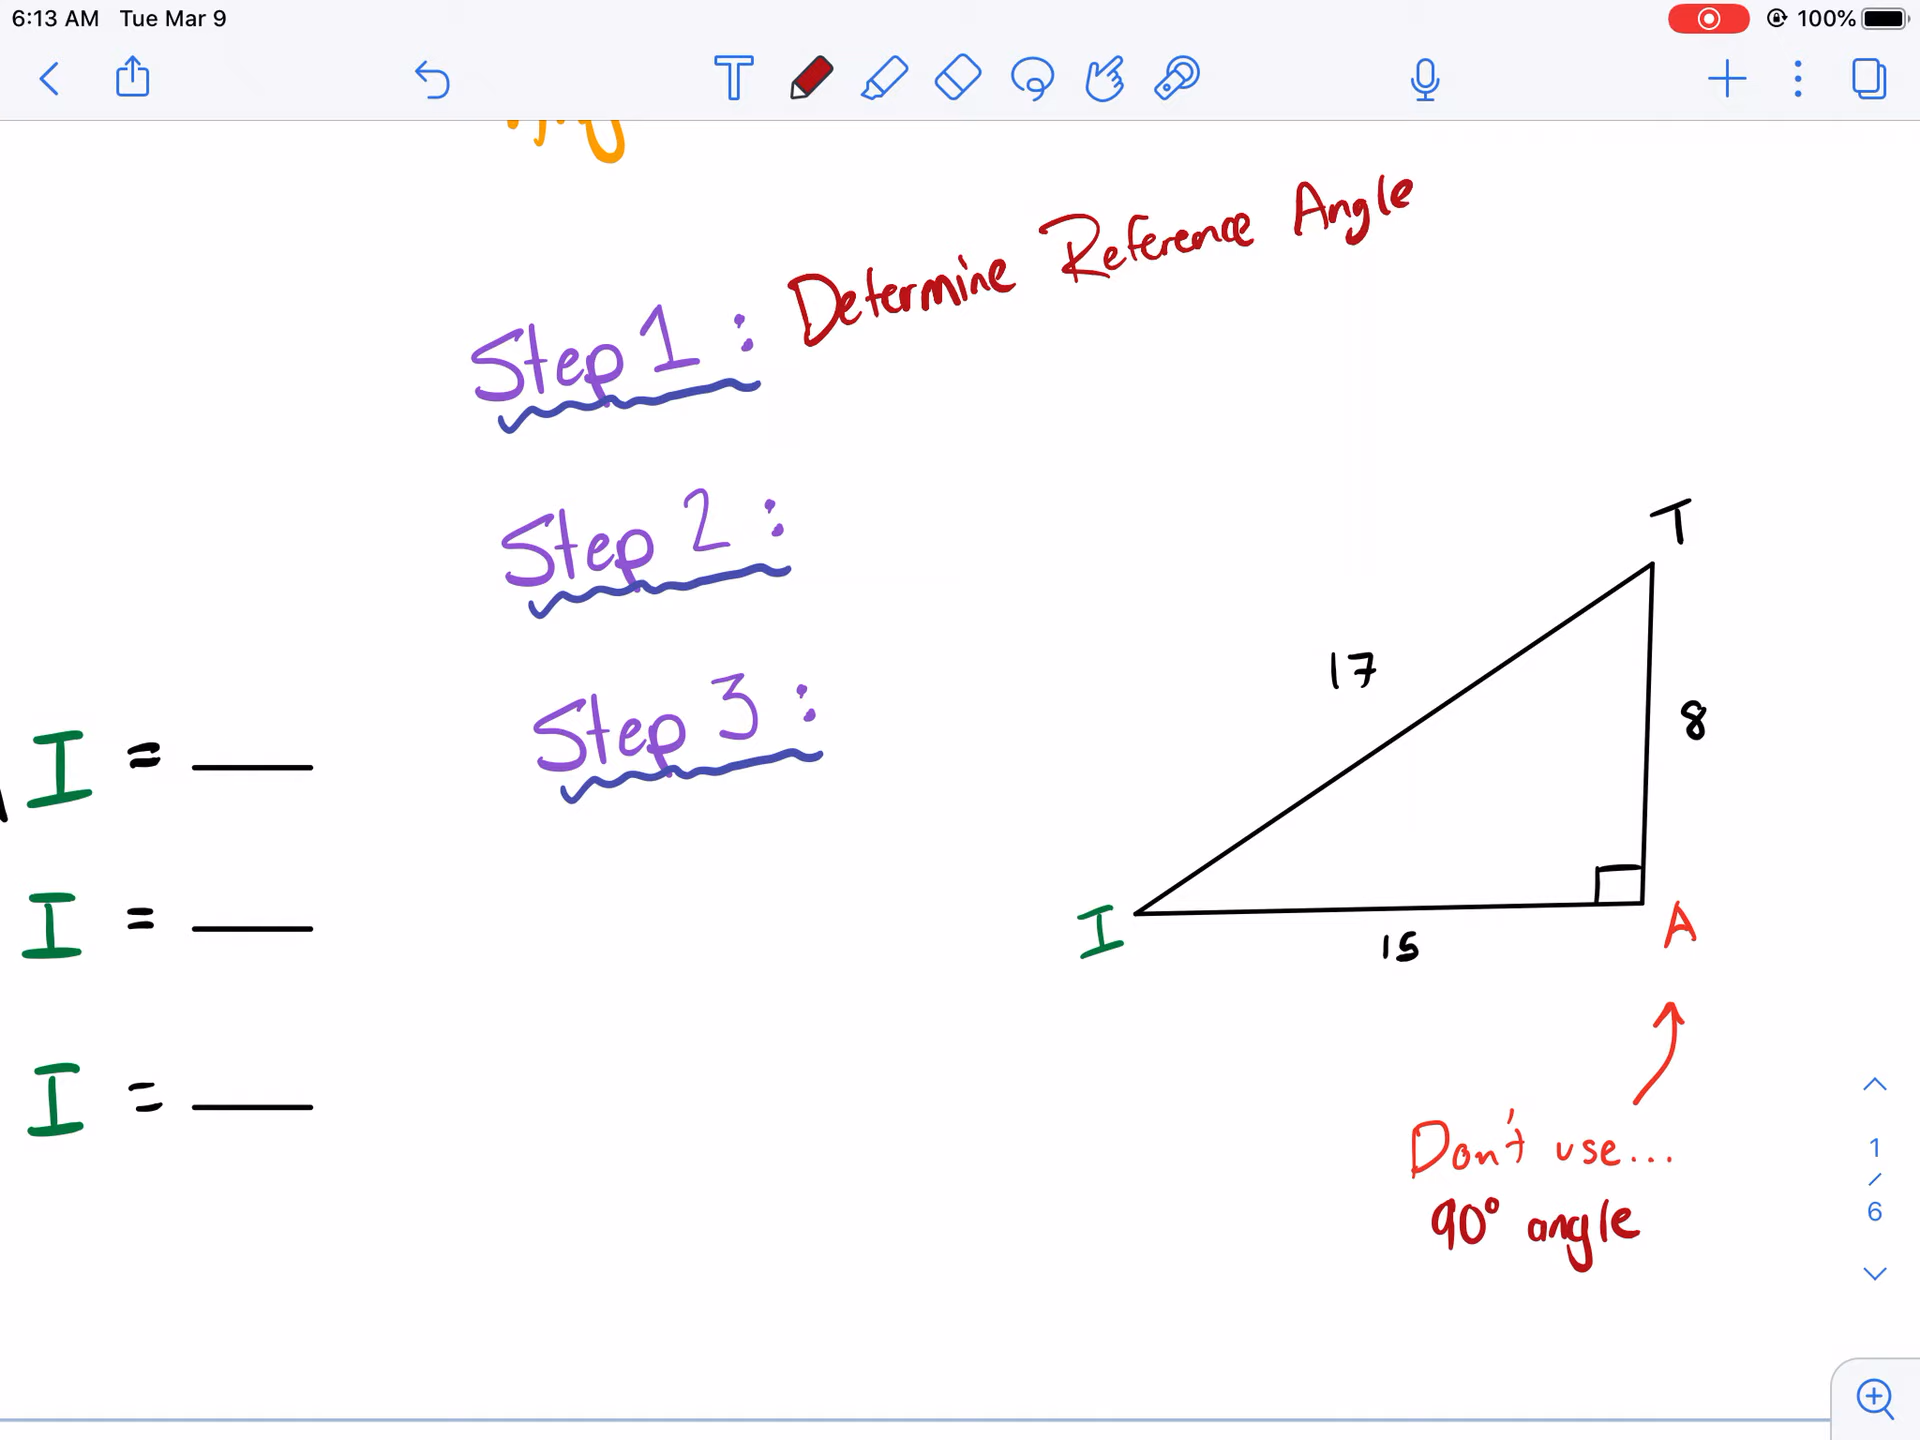 6:13 AM Tue Mar 9
100%
Step 1: Determine Reference Angle
Step 2:
Step 3:
I = ___
I = ___
I = ___
T
17
8
I
15
A
Don't use...
90° angle
1
/
6